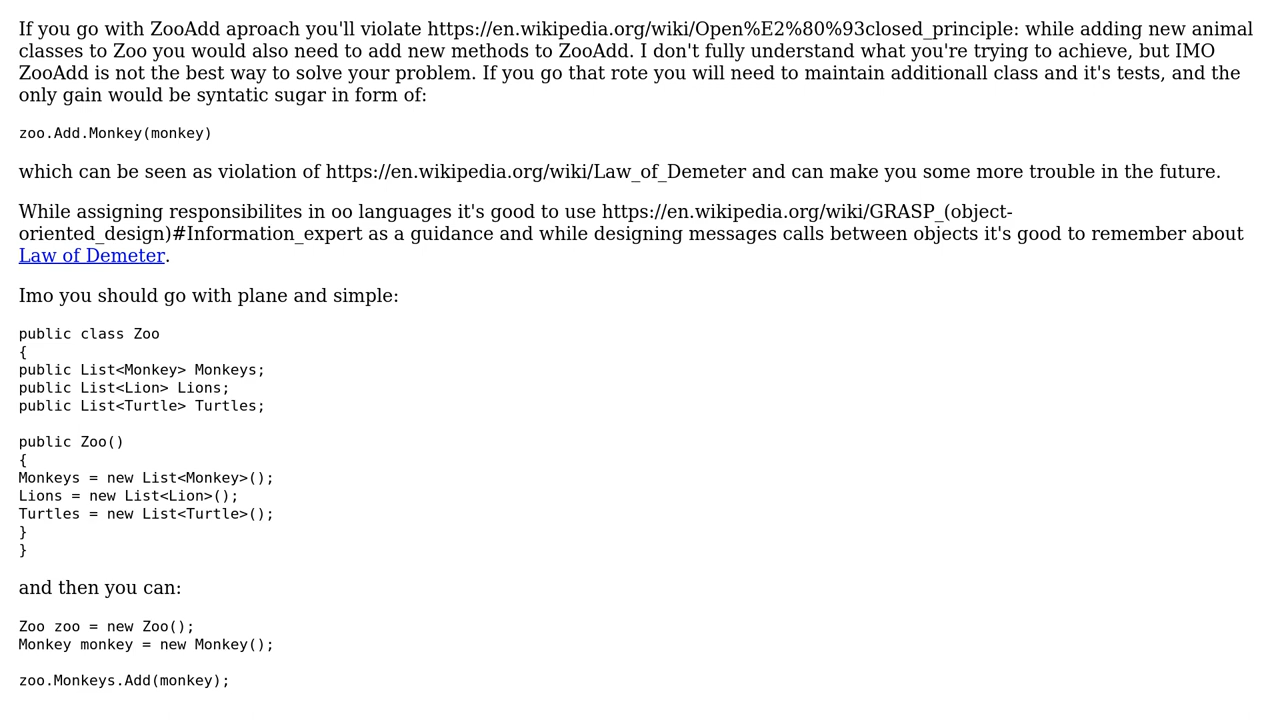 If you go with ZooAdd aproach you'll violate https://en.wikipedia.org/wiki/Open%E2%80%93closed_principle: while adding new animal
classes to Zoo you would also need to add new methods to ZooAdd. I don't fully understand what you're trying to achieve, but IMO
ZooAdd is not the best way to solve your problem. If you go that rote you will need to maintain additionall class and it's tests, and the
only gain would be syntatic sugar in form of:
zoo.Add.Monkey(monkey)
which can be seen as violation of https://en.wikipedia.org/wiki/Law_of_Demeter and can make you some more trouble in the future.
While assigning responsibilites in oo languages it's good to use https://en.wikipedia.org/wiki/GRASP_(object-
oriented_design)#Information_expert as a guidance and while designing messages calls between objects it's good to remember about
Law of Demeter.
Imo you should go with plane and simple:
public class Zoo
{
public List<Monkey> Monkeys;
public List<Lion> Lions;
public List<Turtle> Turtles;
public Zoo()
{
Monkeys = new List<Monkey>();
Lions = new List<Lion>();
Turtles = new List<Turtle>();
}
}
and then you can:
Zoo zoo = new Zoo();
Monkey monkey = new Monkey();
zoo.Monkeys.Add(monkey);